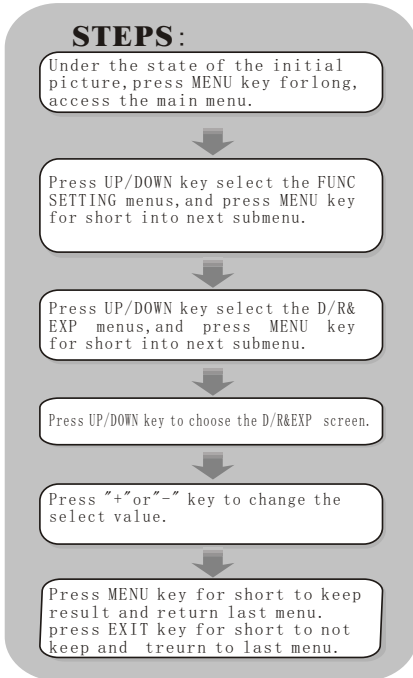 STEPS:
Under the state of the initial
picture,press MENU key forlong,
access the main menu.
Press UP/DOWN key select the FUNC
SETTING menus,and press MENU key
for short into next submenu.
Press UP/DOWN key select the D/R&
EXP menus,and press MENU key
for short into next submenu.
Press UP/DOWN key to choose the D/R&EXP screen.
Press "+"or"-" key to change the
select value.
Press MENU key for short to keep
result and return last menu.
press EXIT key for short to not
keep and treurn to last menu.